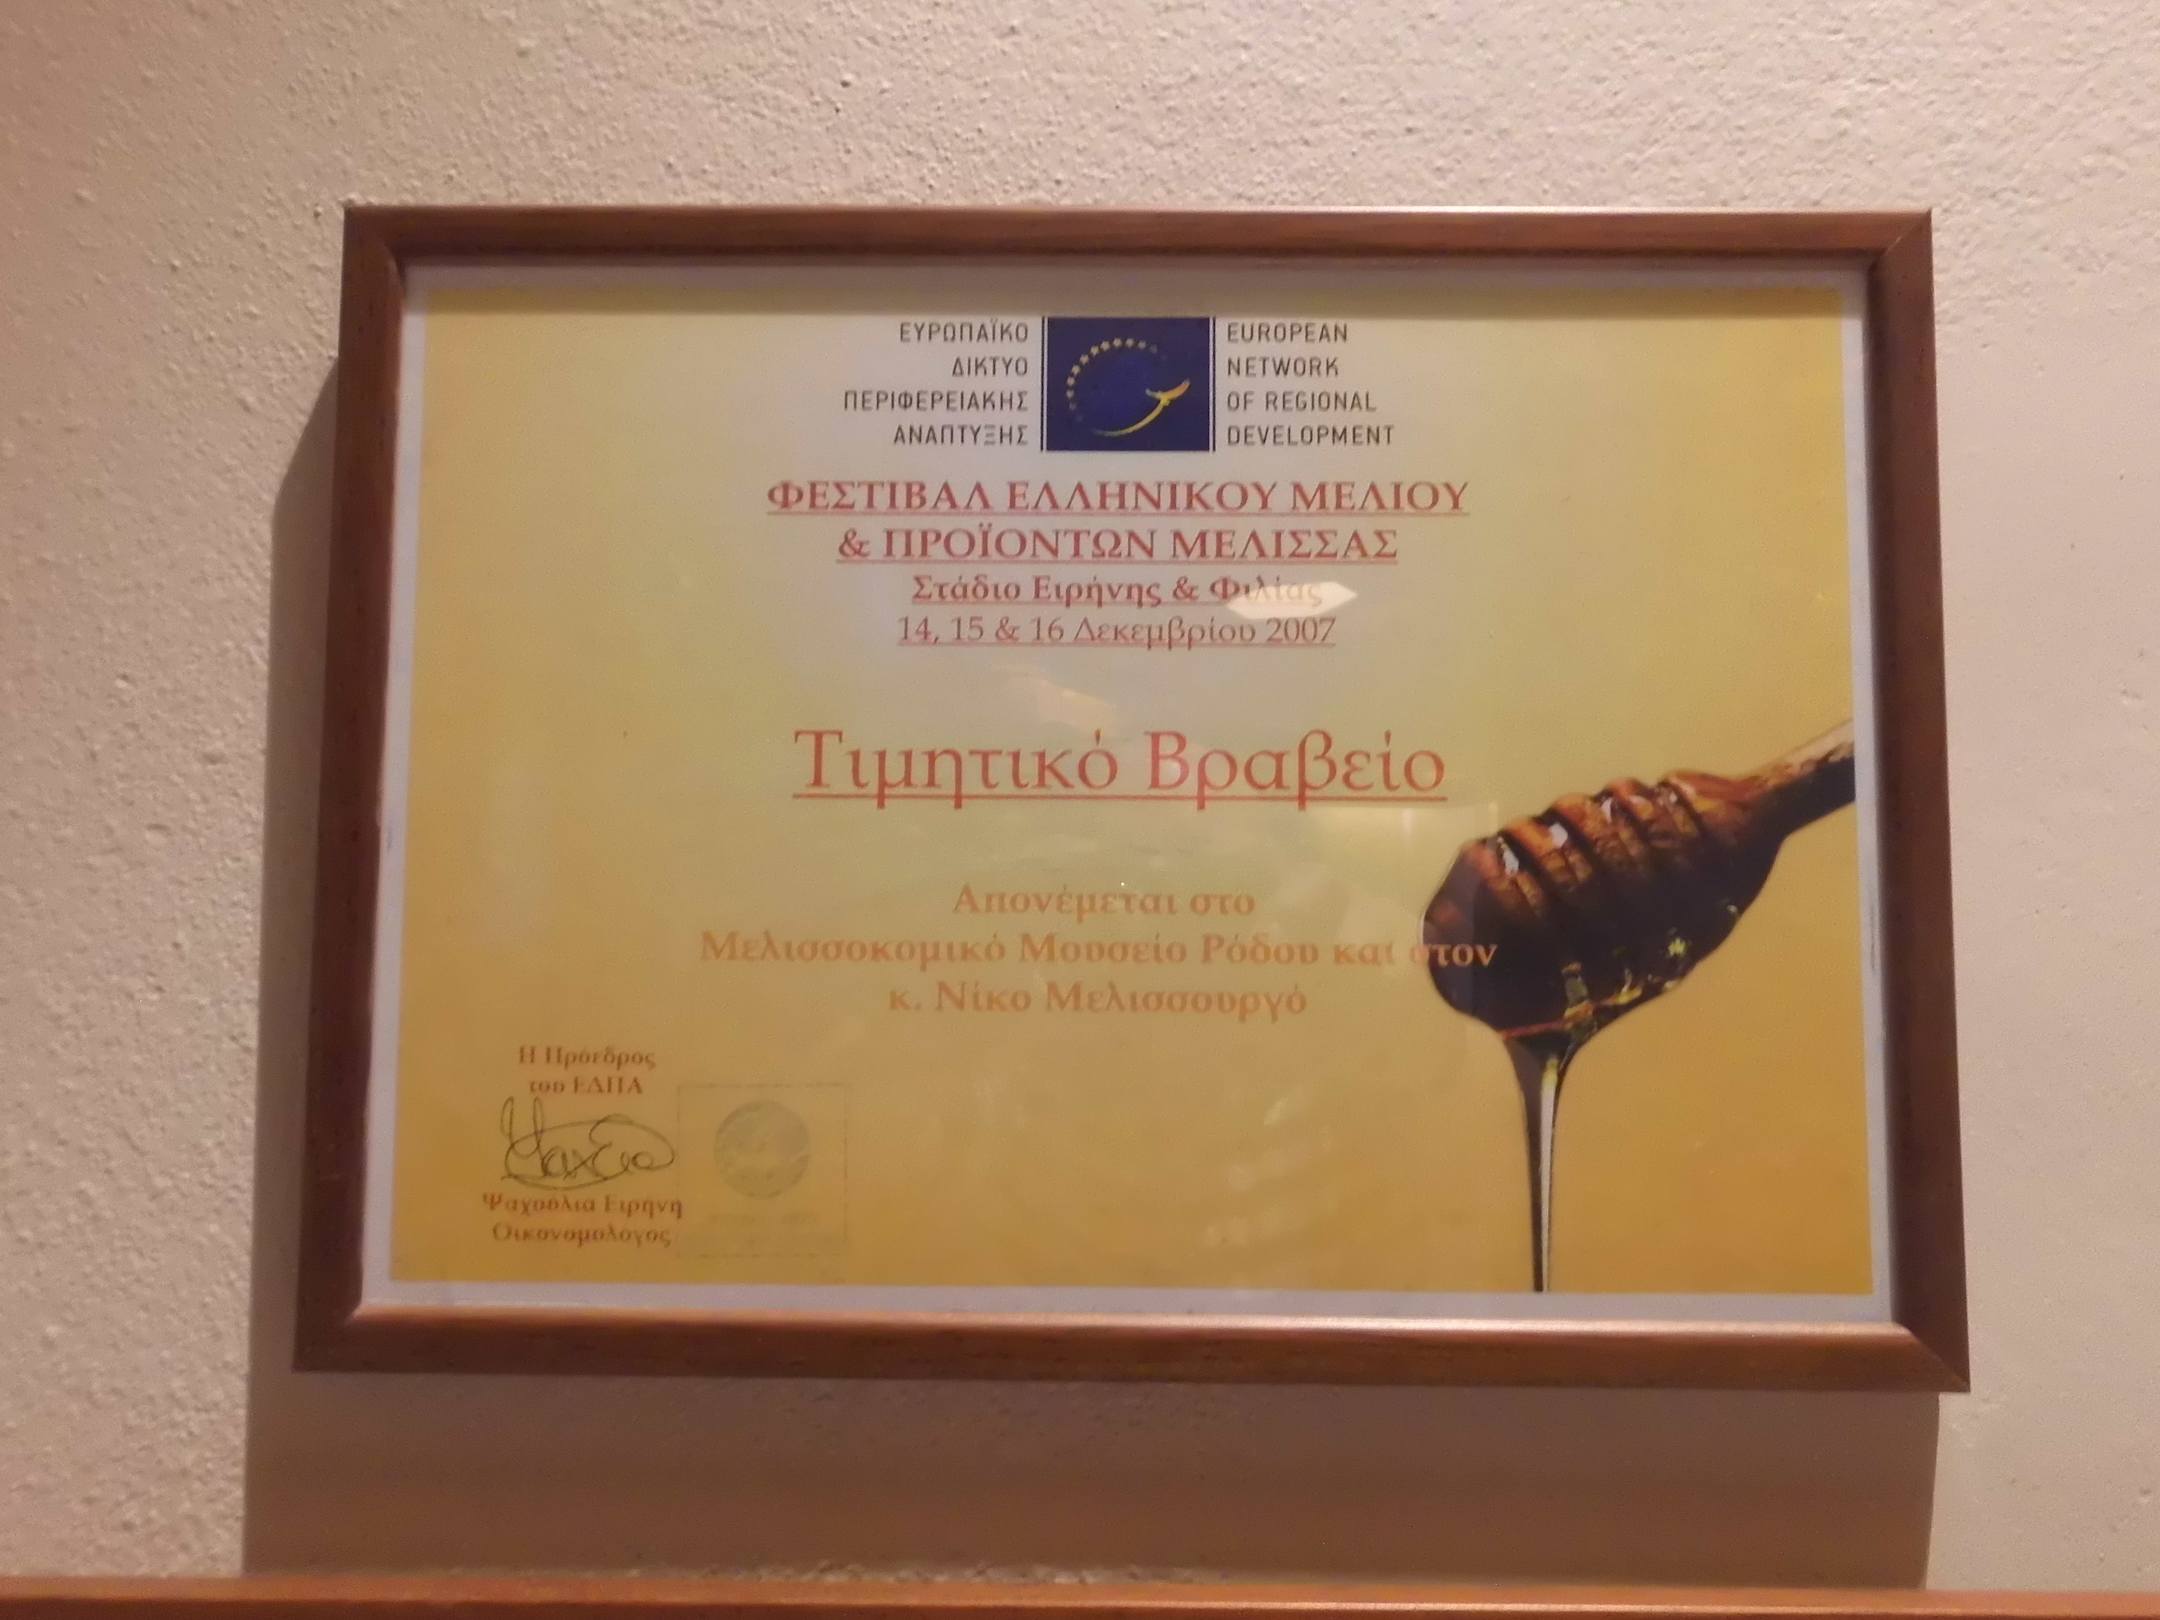 ΕΥΡΩΠΑΪΚΟ
ΔΙΚΤΥΟ
ΠΕΡΙΦΕΡΕΙΑΚΗΣ
ΑΝΑΠΤΥΞΗΣ
EUROPEAN
NETWORK
OF REGIONAL
DEVELOPMENT
ΦΕΣΤΙΒΑΛ ΕΛΛΗΝΙΚΟΥ ΜΕΛΙΟΥ
& ΠΡΟΪΟΝΤΩΝ ΜΕΛΙΣΣΑΣ
Στάδιο Ειρήνης & Φιλίας
14, 15 & 16 Δεκεμβρίου 2007
Τιμητικό Βραβείο
Απονέμεται στο
Μελισσοκομικό Μουσείο Ρόδου και στον
κ. Νίκο Μελισσουργό
Η Πρόεδρος
του ΕΔΠΑ
Ψαχούλια Ειρήνη
Οικονομολόγος